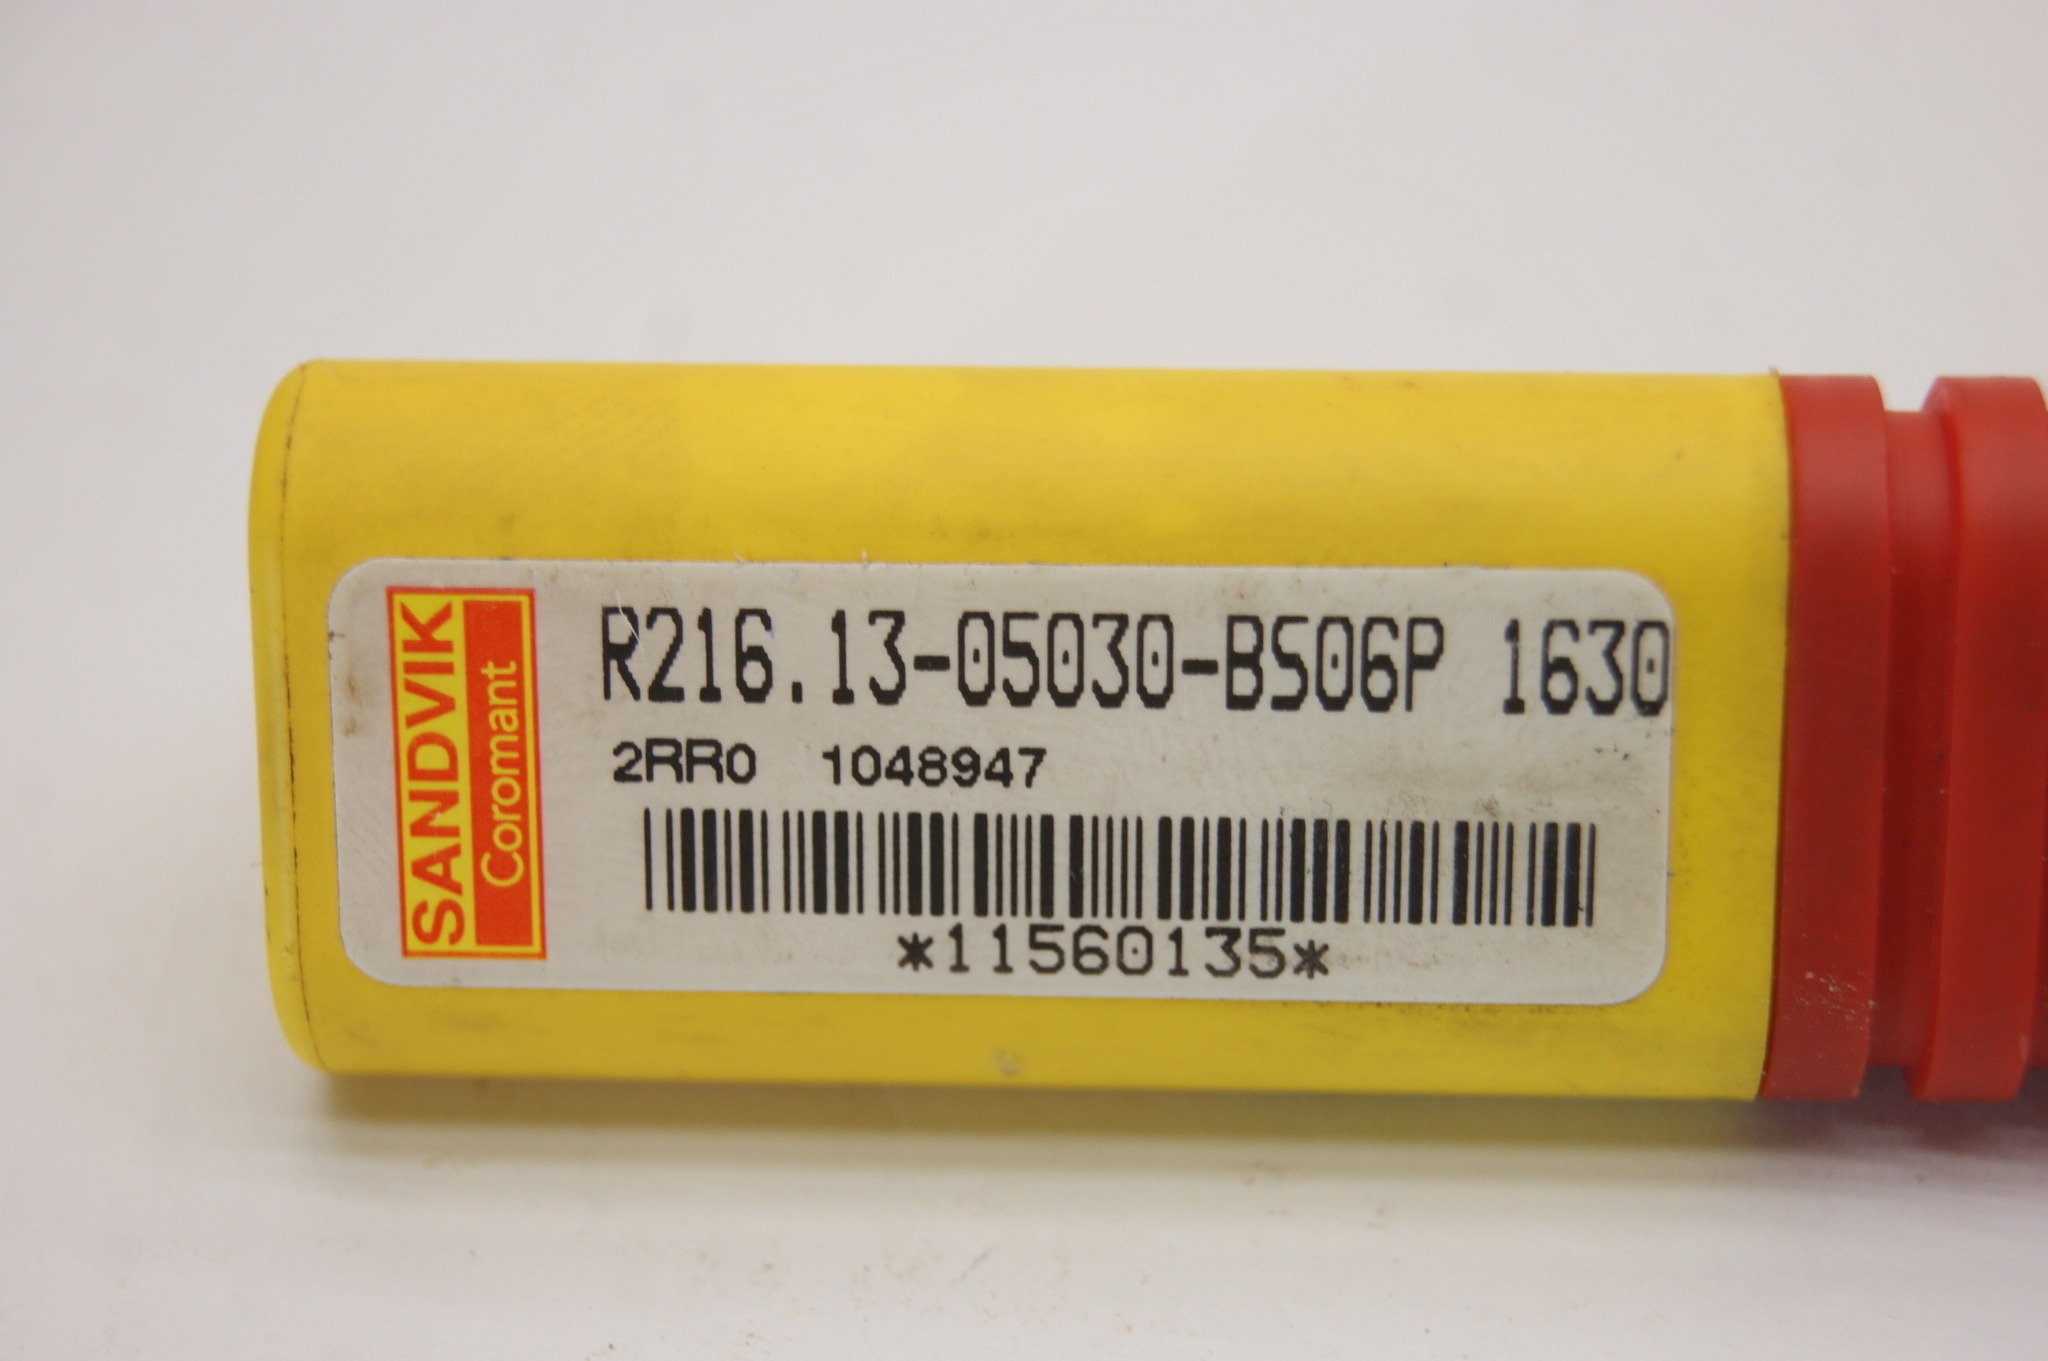 SANDVIK
Coromant
R216.13-05030-BS06P 1630
2RR0 1048947
*11560135*